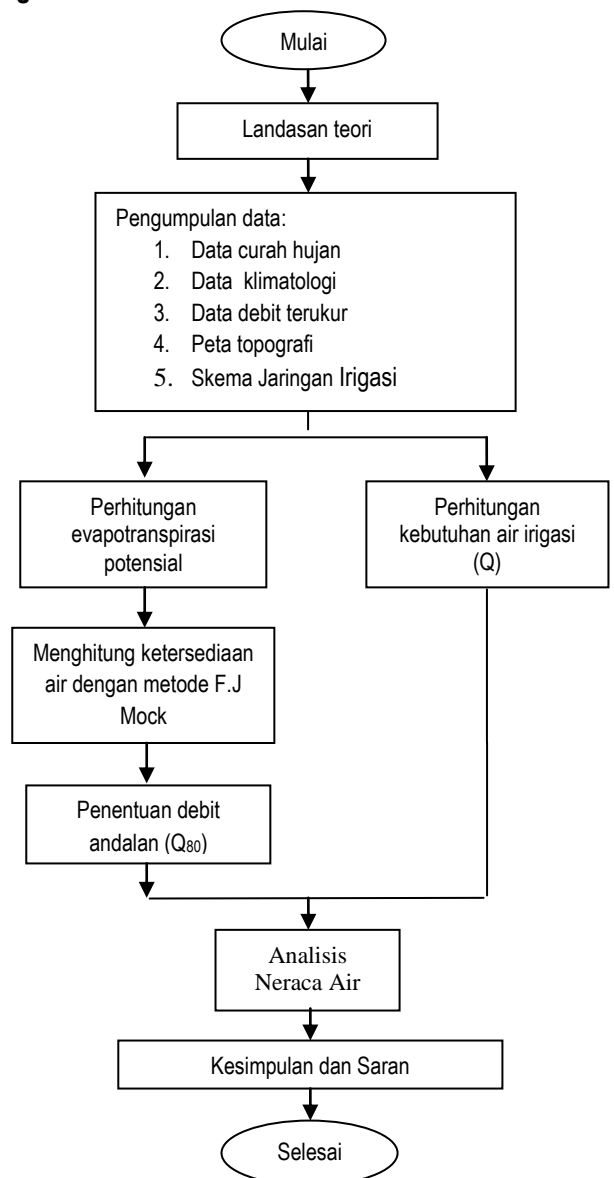 Mulai
Landasan teori
Pengumpulan data:
1. Data curah hujan
2. Data klimatologi
3. Data debit terukur
4. Peta topografi
5. Skema Jaringan Irigasi
Perhitungan
evapotranspirasi
potensial
Perhitungan
kebutuhan air irigasi
(Q)
Menghitung ketersediaan
air dengan metode F.J
Mock
Penentuan debit
andalan (Q80)
Analisis
Neraca Air
Kesimpulan dan Saran
Selesai